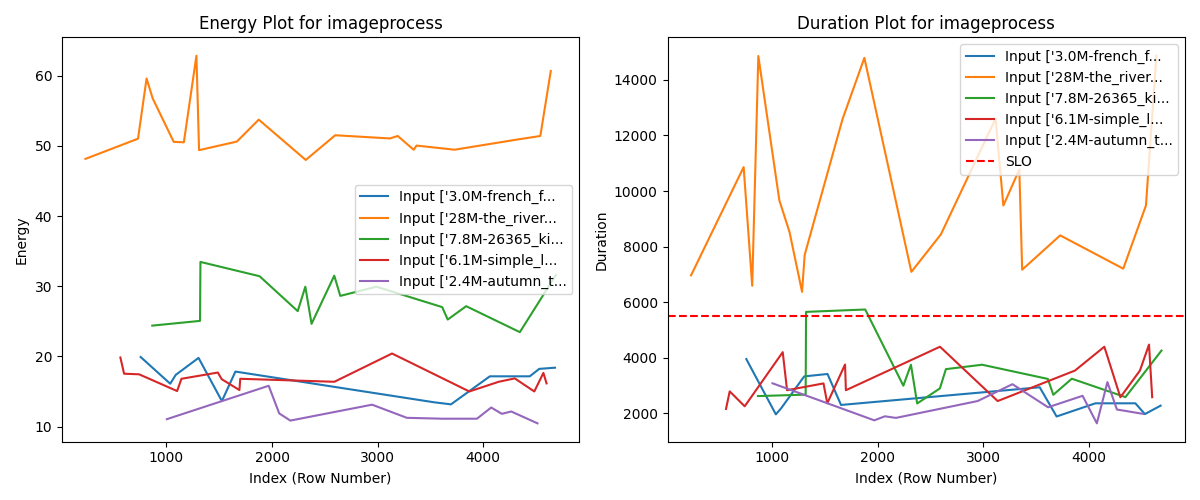 Energy Plot for imageprocess
60
50
40
30
20
10
Energy
Input ['3.0M-french_f...
Input ['28M-the_river...
Input ['7.8M-26365_ki...
Input ['6.1M-simple_l...
Input ['2.4M-autumn_t...
1000
2000
3000
4000
Index (Row Number)
Duration Plot for imageprocess
14000
12000
10000
8000
6000
4000
2000
Duration
Input ['3.0M-french_f...
Input ['28M-the_river...
Input ['7.8M-26365_ki...
Input ['6.1M-simple_l...
Input ['2.4M-autumn_t...
SLO
1000
2000
3000
4000
Index (Row Number)